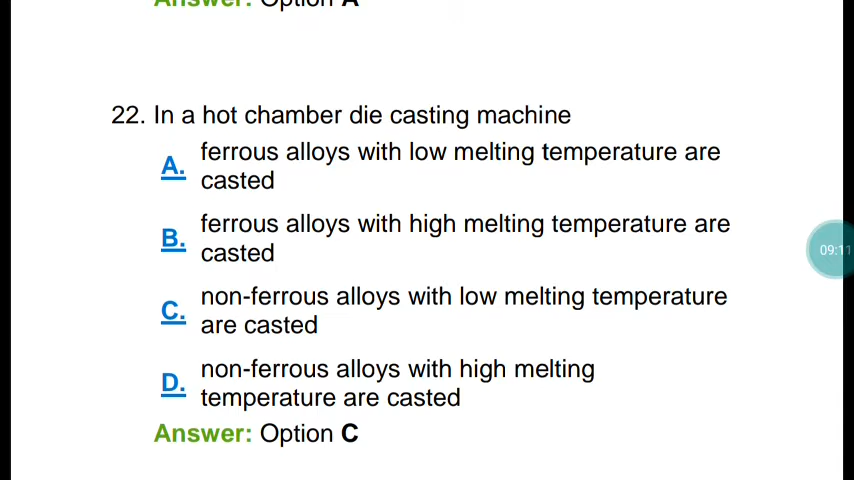 Answer: Option A
22. In a hot chamber die casting machine
A. ferrous alloys with low melting temperature are
casted
B. ferrous alloys with high melting temperature are
casted
C. non-ferrous alloys with low melting temperature
are casted
D. non-ferrous alloys with high melting
temperature are casted
Answer: Option C
09:11